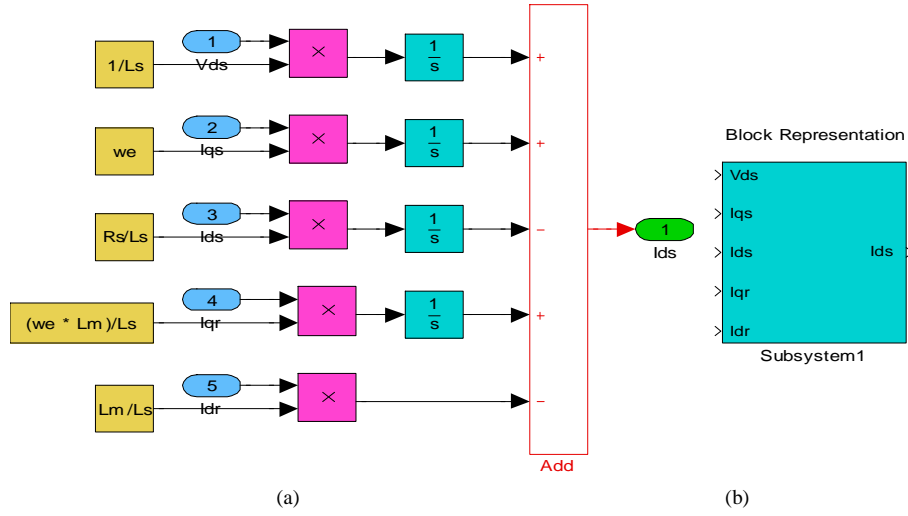 1
Vds
1/Ls
×
1
s
+
2
Iqs
we
×
1
s
+
3
Ids
Rs/Ls
×
1
s
−
4
Iqr
(we * Lm)/Ls
×
1
s
+
5
Idr
Lm/Ls
×
−
Add
1
Ids
Block Representation
Vds
Iqs
Ids
Iqr
Idr
Ids
Subsystem1
(a)
(b)